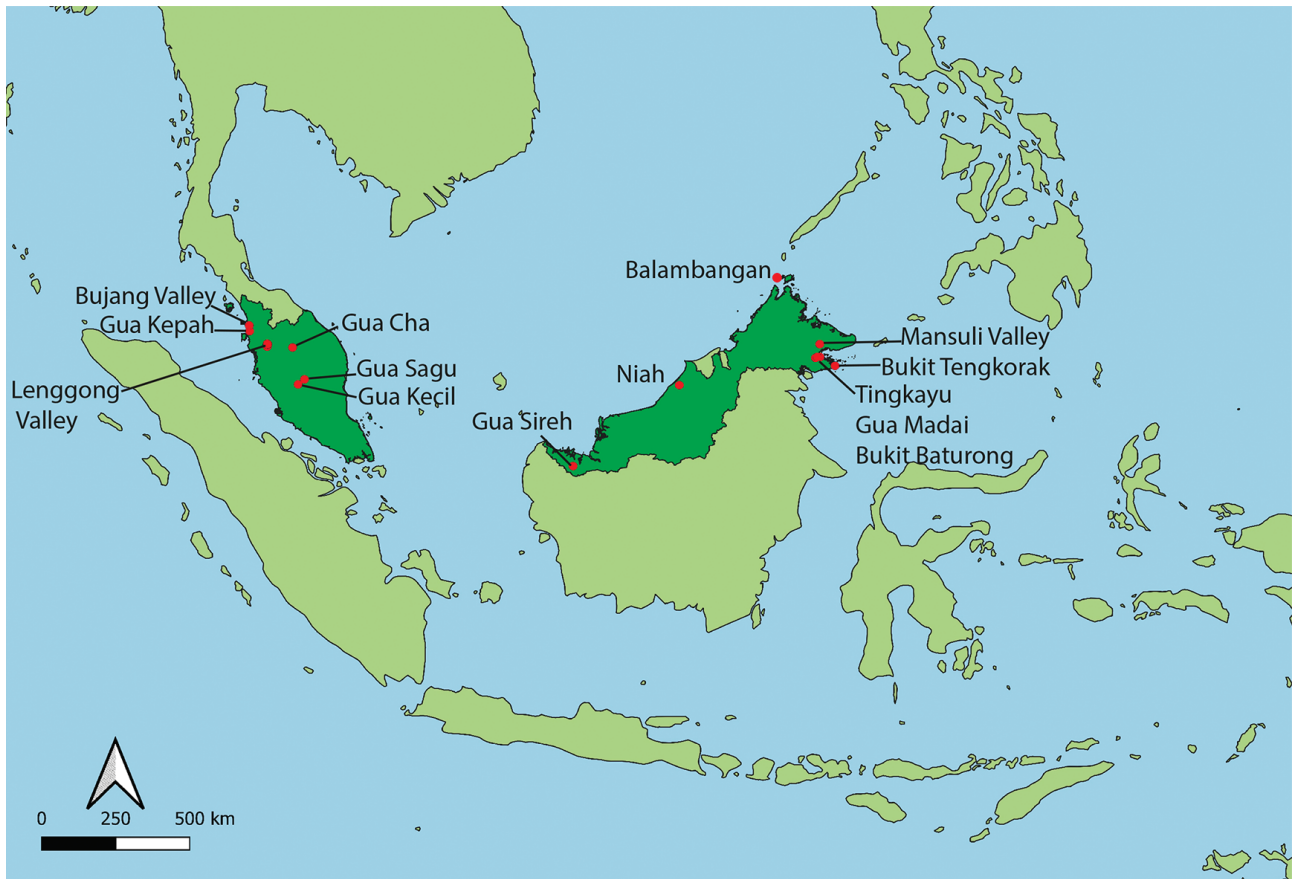 Balambangan
Bujang Valley
Gua Kepah
Gua Cha
Mansuli Valley
Gua Sagu
Bukit Tengkorak
Niah
Lenggong
Valley
Gua Keçil
Tingkayu
Gua Sireh
Gua Madai
Bukit Baturong
0 250 500 km